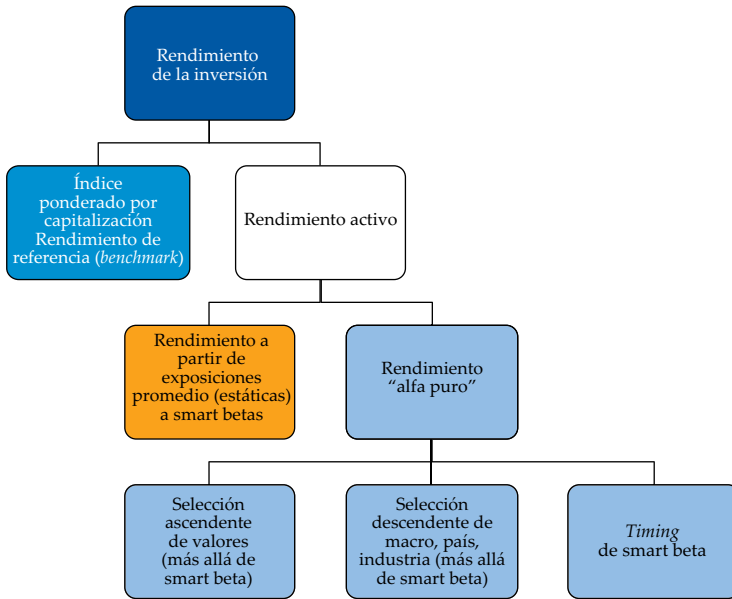 Rendimiento
de la inversión
Índice
ponderado por
capitalización
Rendimiento de
referencia (benchmark)
Rendimiento activo
Rendimiento a
partir de
exposiciones
promedio (estáticas)
a smart betas
Rendimiento
“alfa puro”
Selección
ascendente
de valores
(más allá de
smart beta)
Selección
descendente de
macro, país,
industria (más allá
de smart beta)
Timing
de smart beta